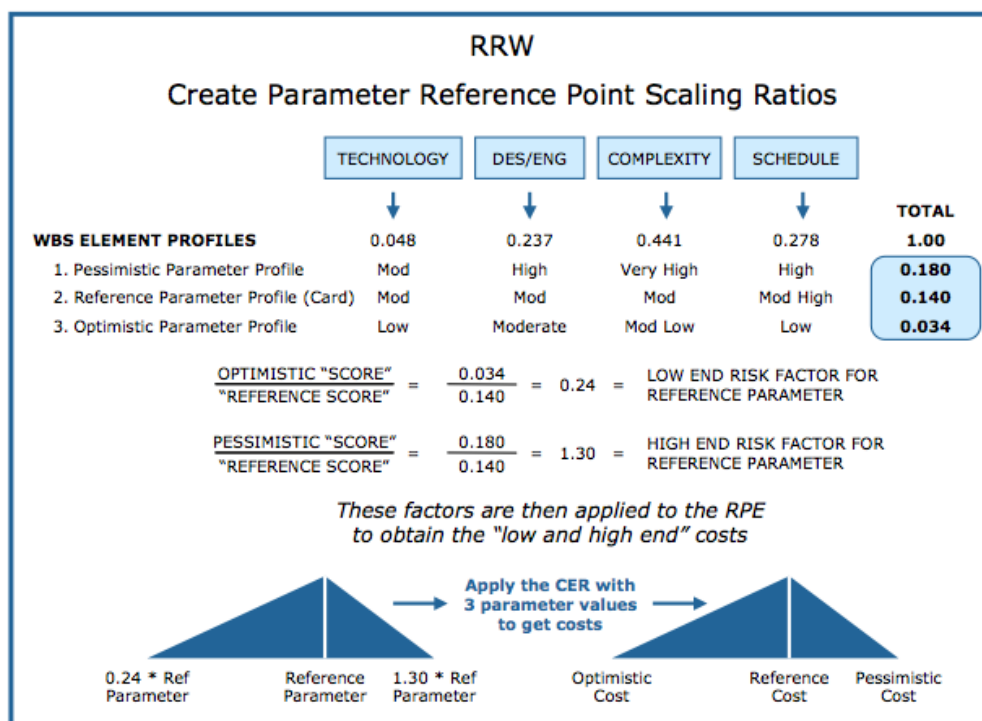 RRW
Create Parameter Reference Point Scaling Ratios
TECHNOLOGY DES/ENG COMPLEXITY SCHEDULE
TOTAL
WBS ELEMENT PROFILES 0.048 0.237 0.441 0.278 1.00
1. Pessimistic Parameter Profile Mod High Very High High 0.180
2. Reference Parameter Profile (Card) Mod Mod Mod Mod High 0.140
3. Optimistic Parameter Profile Low Moderate Mod Low Low 0.034
OPTIMISTIC “SCORE” 0.034 LOW END RISK FACTOR FOR
= = 0.24 =
“REFERENCE SCORE” 0.140 REFERENCE PARAMETER
PESSIMISTIC “SCORE” 0.180 HIGH END RISK FACTOR FOR
= = 1.30 =
“REFERENCE SCORE” 0.140 REFERENCE PARAMETER
These factors are then applied to the RPE
to obtain the “low and high end” costs
Apply the CER with
3 parameter values
to get costs
0.24 * Ref Reference 1.30 * Ref Optimistic Reference Pessimistic
Parameter Parameter Parameter Cost Cost Cost